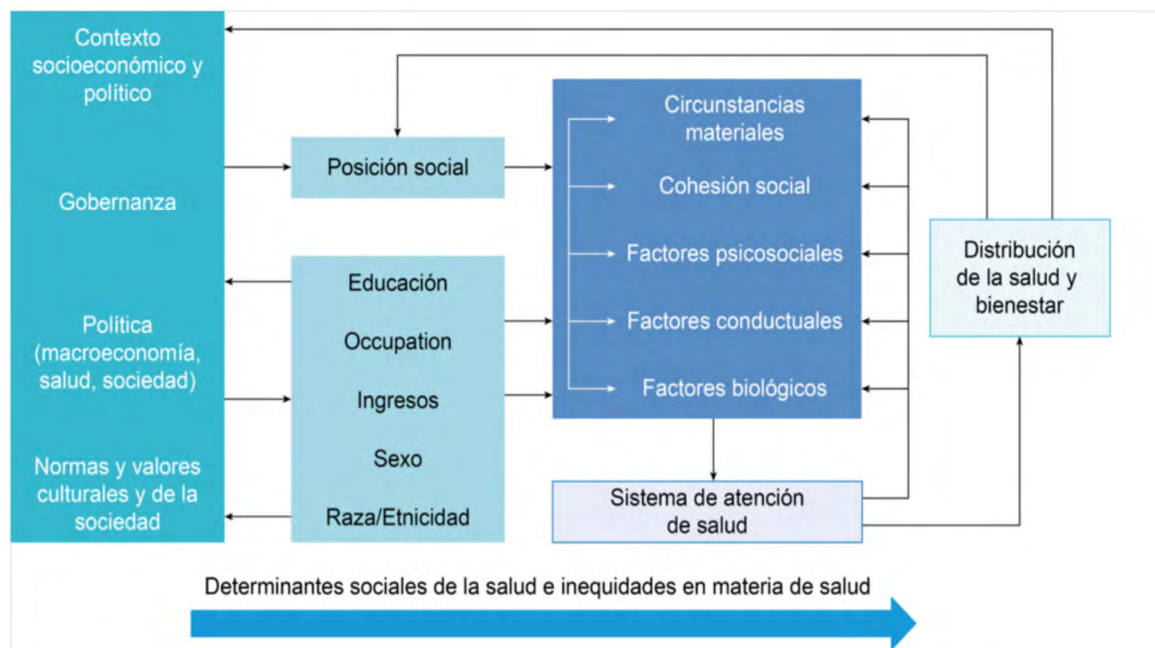 Contexto
socioeconómico y
político
Gobernanza
Política
(macroeconomía,
salud, sociedad)
Normas y valores
culturales y de la
sociedad
Posición social
Educación
Occupation
Ingresos
Sexo
Raza/Etnicidad
Circunstancias
materiales
Cohesión social
Factores psicosociales
Factores conductuales
Factores biológicos
Sistema de atención
de salud
Distribución
de la salud y
bienestar
Determinantes sociales de la salud e inequidades en materia de salud